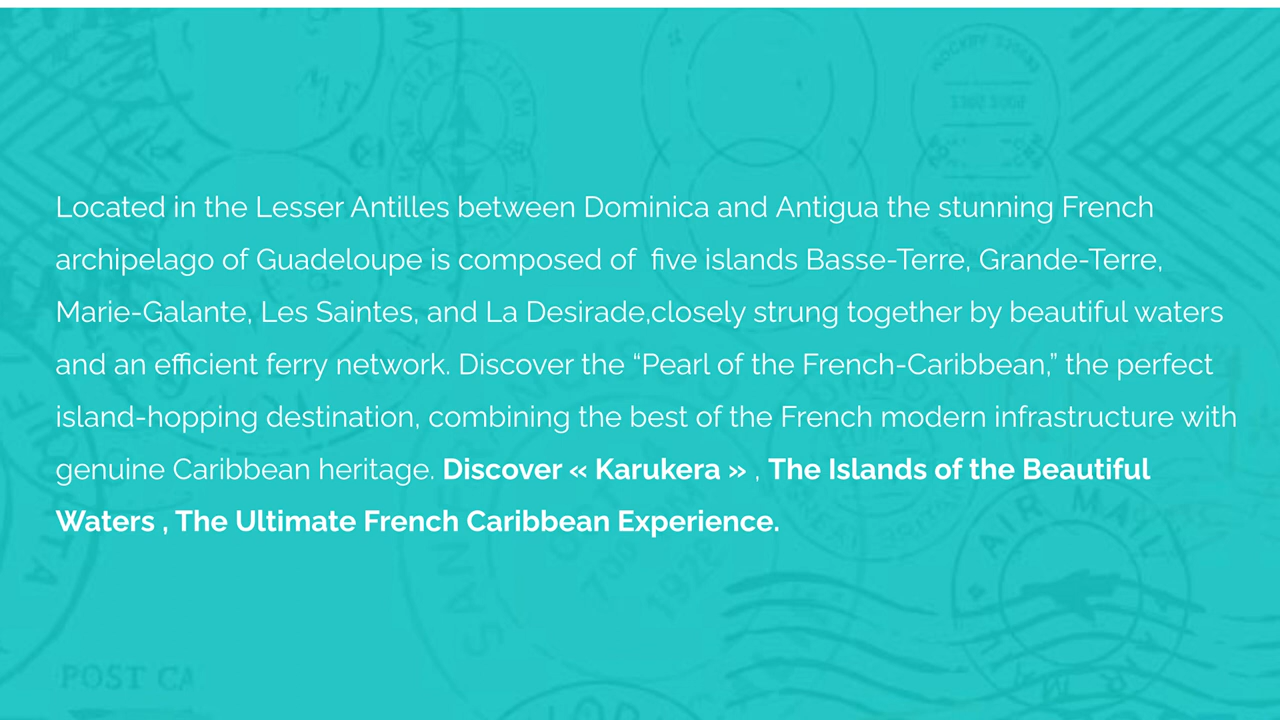 Located in the Lesser Antilles between Dominica and Antigua the stunning French
archipelago of Guadeloupe is composed of  five islands Basse-Terre, Grande-Terre,
Marie-Galante, Les Saintes, and La Desirade,closely strung together by beautiful waters
and an efficient ferry network. Discover the “Pearl of the French-Caribbean,” the perfect
island-hopping destination, combining the best of the French modern infrastructure with
genuine Caribbean heritage. Discover « Karukera » , The Islands of the Beautiful
Waters , The Ultimate French Caribbean Experience.
AIR MAIL
POST CA